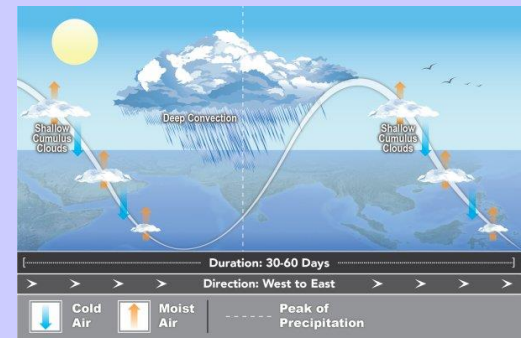 Deep Convection
Shallow
Cumulus
Clouds
Shallow
Cumulus
Clouds
Duration: 30-60 Days
Direction: West to East
Cold
Air
Moist
Air
Peak of
Precipitation